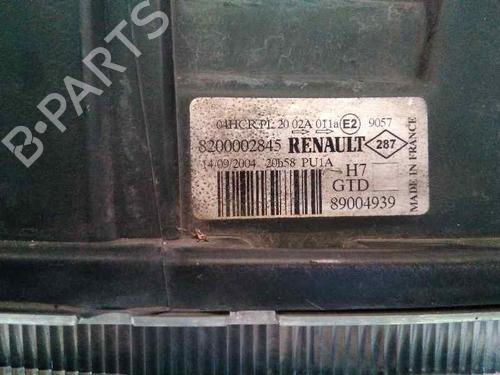 B-PARTS
04HCR PL 20 02A 011a E2 9057
8200002845 RENAULT 287
14/09/2004 20h58 PU1A
H7
GTD
89004939
MADE IN FRANCE